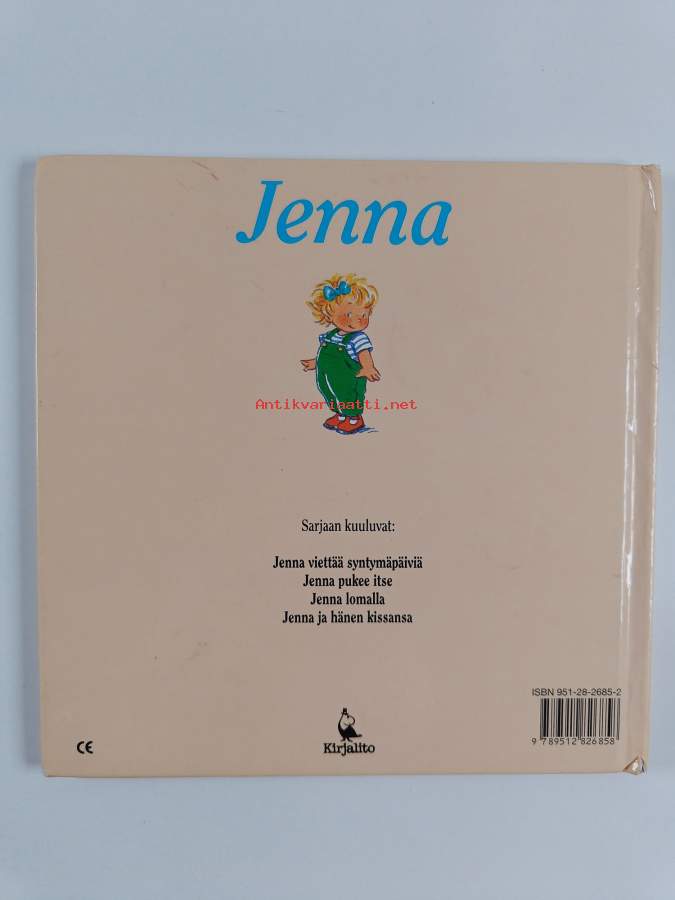 Jenna
Antikvariaatti.net
Sarjaan kuuluvat:
Jenna viettää syntymäpäiviä
Jenna pukee itse
Jenna lomalla
Jenna ja hänen kissansa
ISBN 951-28-2685-2
9 789512 826858
CE
Kirjalito